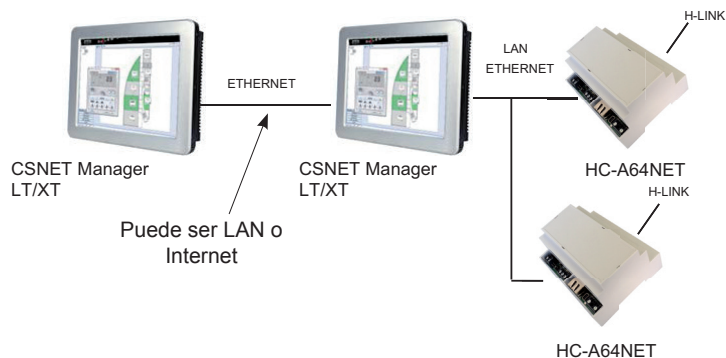 H-LINK
LAN
ETHERNET
ETHERNET
CSNET Manager
LT/XT
CSNET Manager
LT/XT
HC-A64NET
H-LINK
Puede ser LAN o
Internet
HC-A64NET